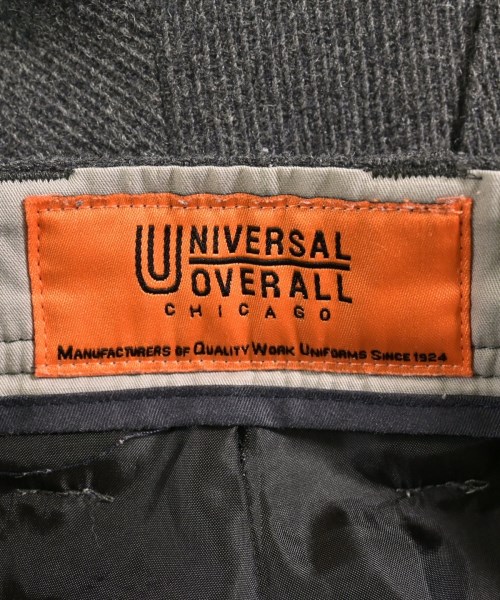 UNIVERSAL
OVERALL
CHICAGO
MANUFACTURERS OF QUALITY WORK UNIFORMS SINCE 1924